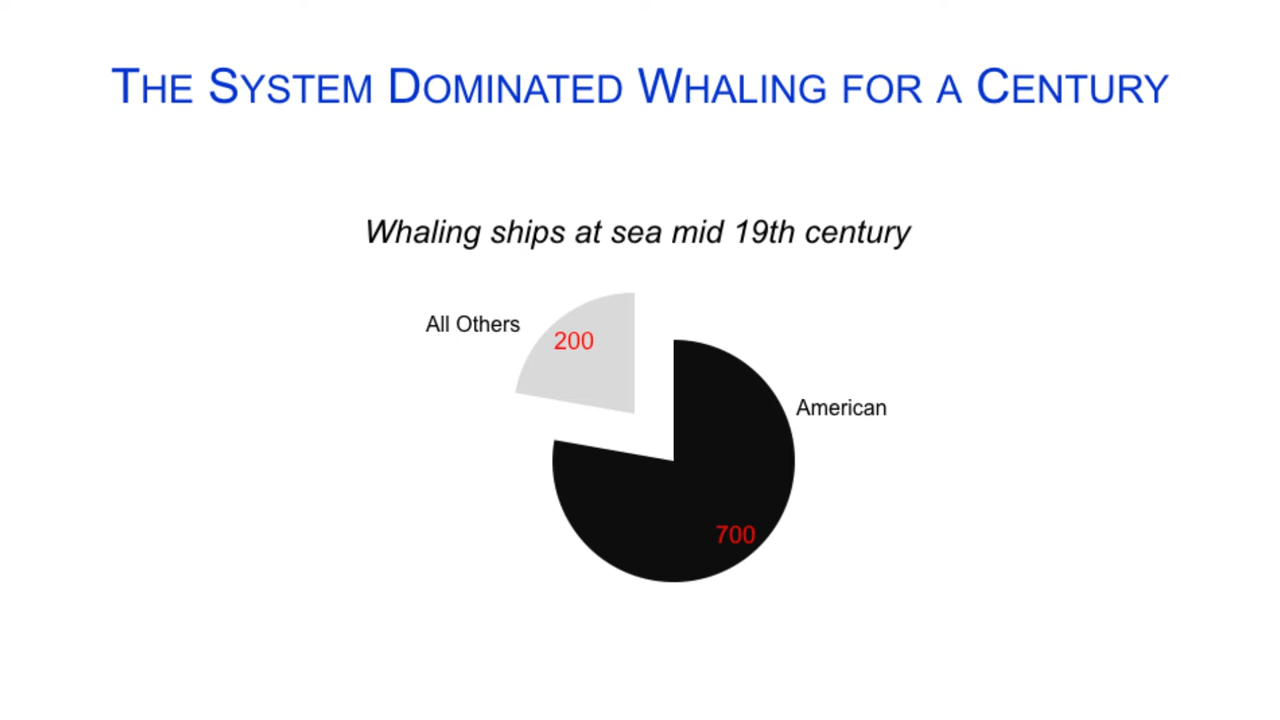 THE SYSTEM DOMINATED WHALING FOR A CENTURY
Whaling ships at sea mid 19th century
All Others
200
American
700